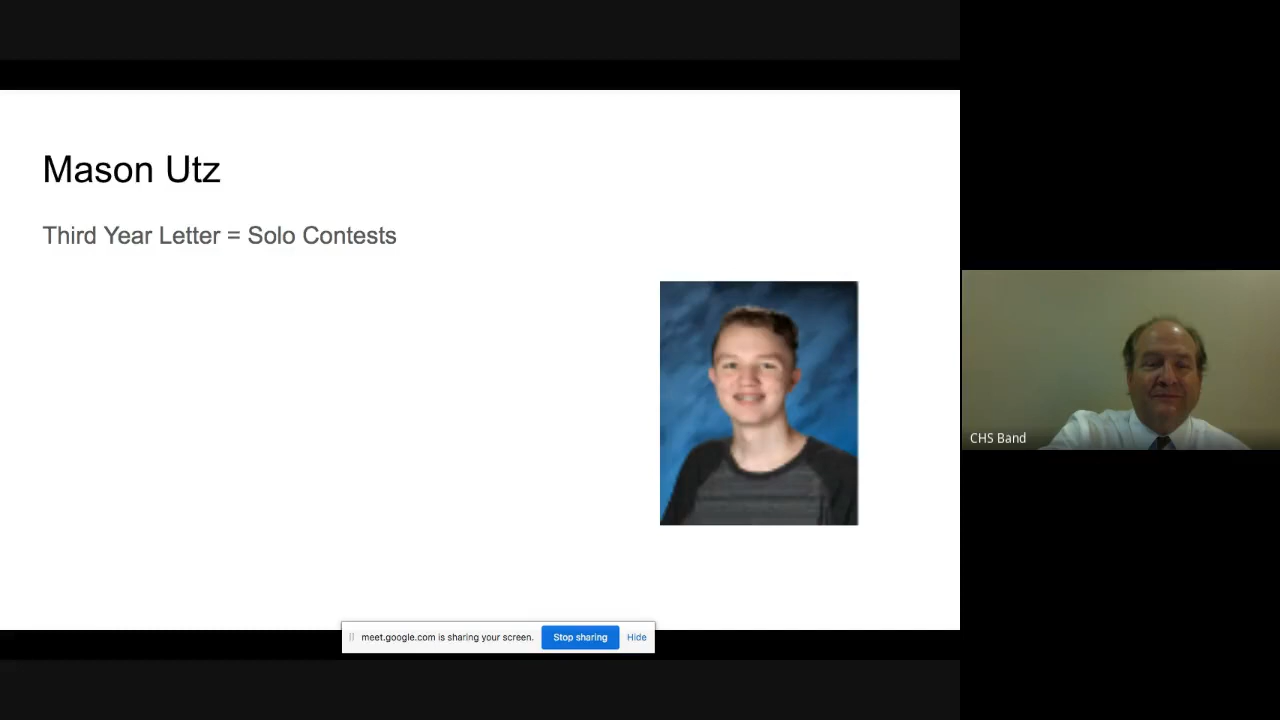 Mason Utz
Third Year Letter = Solo Contests
CHS Band
meet.google.com is sharing your screen. Stop sharing Hide